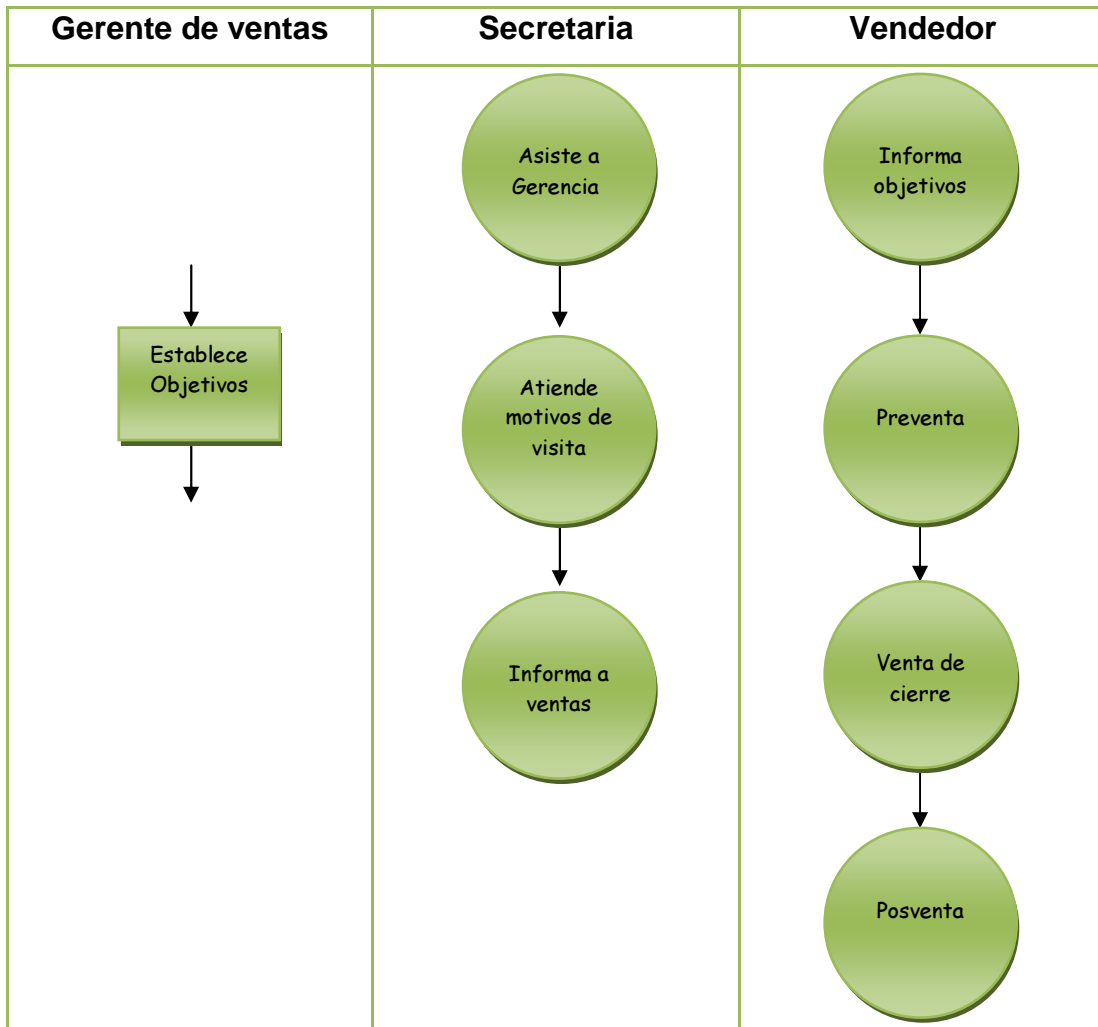 Gerente de ventas
Secretaria
Vendedor
Establece
Objetivos
Asiste a
Gerencia
Atiende
motivos de
visita
Informa a
ventas
Informa
objetivos
Preventa
Venta de
cierre
Posventa